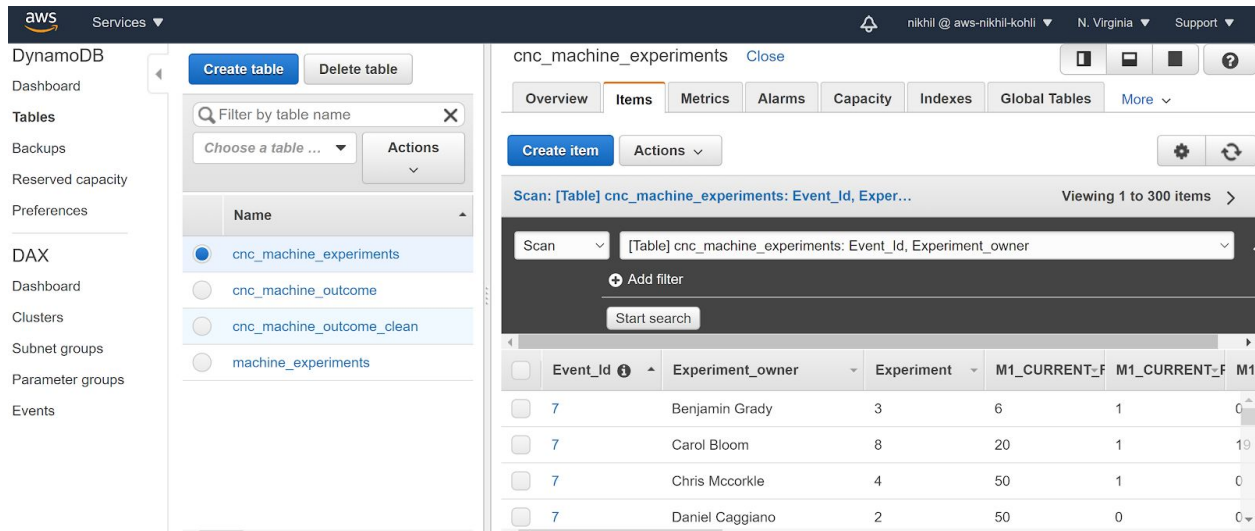 aws Services ▼ nikhil @ aws-nikhil-kohli ▼ N. Virginia ▼ Support ▼
DynamoDB
Dashboard
Tables
Backups
Reserved capacity
Preferences
DAX
Dashboard
Clusters
Subnet groups
Parameter groups
Events
Create table Delete table
Filter by table name
Choose a table ... Actions
Name
cnc_machine_experiments
cnc_machine_outcome
cnc_machine_outcome_clean
machine_experiments
cnc_machine_experiments Close
Overview Items Metrics Alarms Capacity Indexes Global Tables More
Create item Actions
Scan: [Table] cnc_machine_experiments: Event_Id, Exper... Viewing 1 to 300 items
Scan [Table] cnc_machine_experiments: Event_Id, Experiment_owner
Add filter
Start search
Event_Id Experiment_owner Experiment M1_CURRENT_F M1_CURRENT_F M1
7 Benjamin Grady 3 6 1 0
7 Carol Bloom 8 20 1 19
7 Chris Mccorkle 4 50 1 0
7 Daniel Caggiano 2 50 0 0